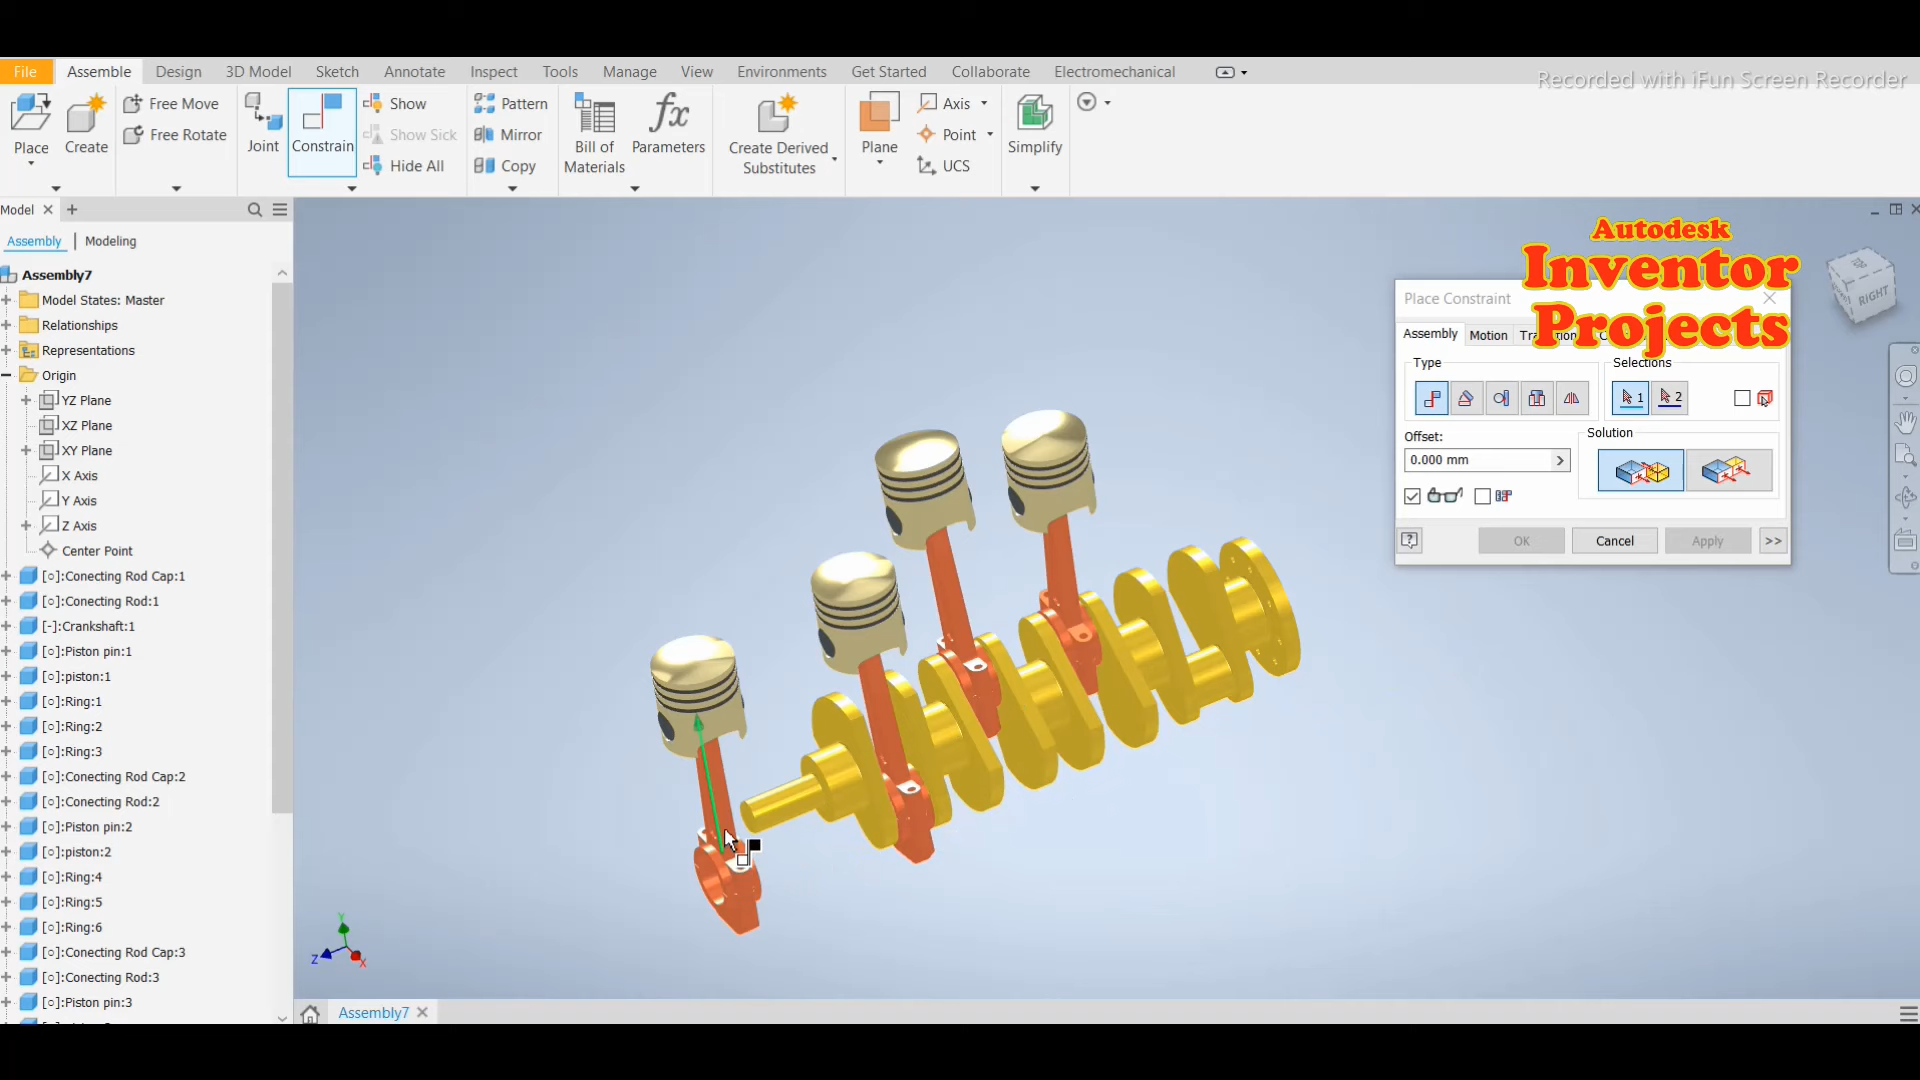 Recorded with iFun Screen Recorder
File Assemble Design 3D Model Sketch Annotate Inspect Tools Manage View Environments Get Started Collaborate Electromechanical
Place
Create
Free Move
Free Rotate
Joint
Constrain
Show
Show Sick
Hide All
Pattern
Mirror
Copy
Bill of
Materials
fx
Parameters
Create Derived
Substitutes
Plane
Axis
Point
UCS
Simplify
Model
Assembly | Modeling
Assembly7
Model States: Master
Relationships
Representations
Origin
YZ Plane
XZ Plane
XY Plane
X Axis
Y Axis
Z Axis
Center Point
[○]:Conecting Rod Cap:1
[○]:Conecting Rod:1
[-]:Crankshaft:1
[○]:Piston pin:1
[○]:piston:1
[○]:Ring:1
[○]:Ring:2
[○]:Ring:3
[○]:Conecting Rod Cap:2
[○]:Conecting Rod:2
[○]:Piston pin:2
[○]:piston:2
[○]:Ring:4
[○]:Ring:5
[○]:Ring:6
[○]:Conecting Rod Cap:3
[○]:Conecting Rod:3
[○]:Piston pin:3
Autodesk
Inventor
Projects
RIGHT
Place Constraint
Assembly Motion
Type
Selections
1 2
Offset:
0.000 mm
Solution
OK Cancel Apply >>
Y
Z
X
Assembly7